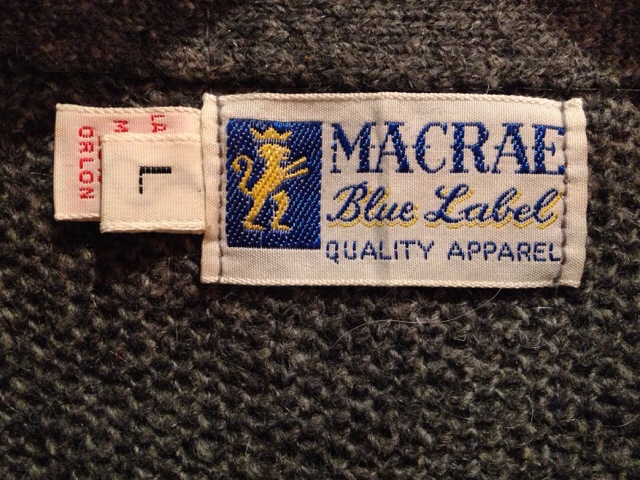 MACRAE
Blue Label
QUALITY APPAREL
L
ORLON